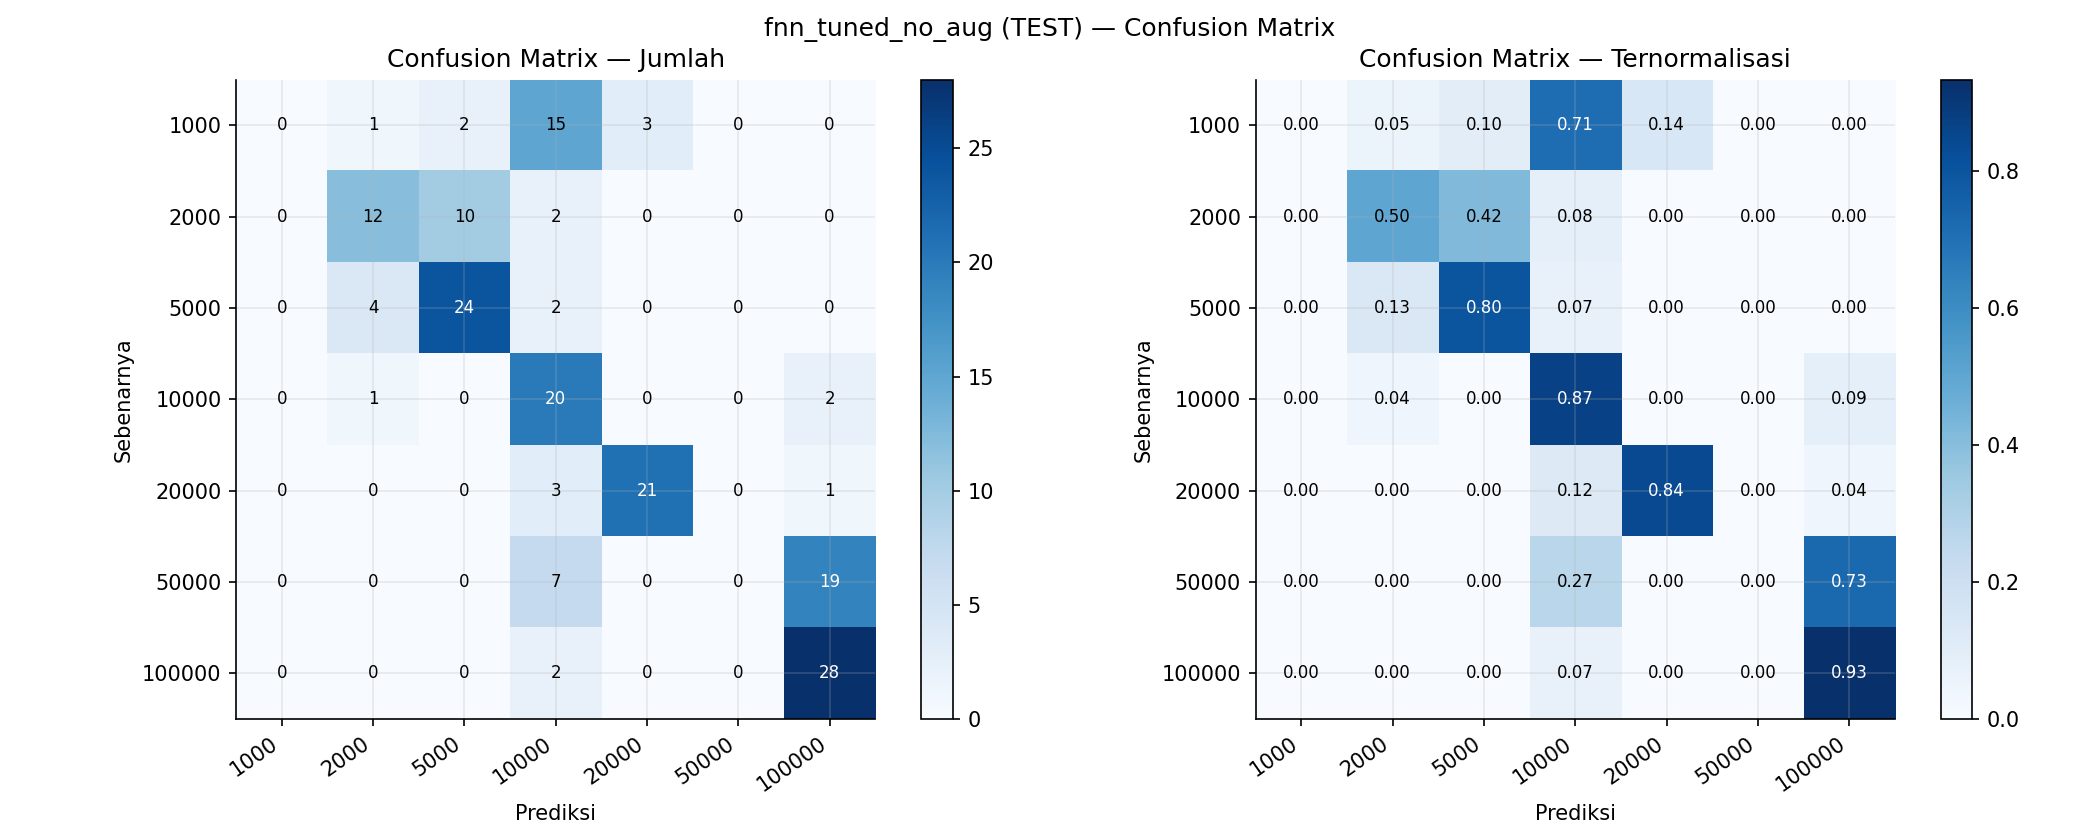 fnn_tuned_no_aug (TEST) — Confusion Matrix
Confusion Matrix — Jumlah
1000 0 1 2 15 3 0 0
2000 0 12 10 2 0 0 0
5000 0 4 24 2 0 0 0
10000 0 1 0 20 0 0 2
20000 0 0 0 3 21 0 1
50000 0 0 0 7 0 0 19
100000 0 0 0 2 0 0 28
Sebenarnya
1000 2000 5000 10000 20000 50000 100000
Prediksi
25
20
15
10
5
0
Confusion Matrix — Ternormalisasi
1000 0.00 0.05 0.10 0.71 0.14 0.00 0.00
2000 0.00 0.50 0.42 0.08 0.00 0.00 0.00
5000 0.00 0.13 0.80 0.07 0.00 0.00 0.00
10000 0.00 0.04 0.00 0.87 0.00 0.00 0.09
20000 0.00 0.00 0.00 0.12 0.84 0.00 0.04
50000 0.00 0.00 0.00 0.27 0.00 0.00 0.73
100000 0.00 0.00 0.00 0.07 0.00 0.00 0.93
Sebenarnya
1000 2000 5000 10000 20000 50000 100000
Prediksi
0.8
0.6
0.4
0.2
0.0